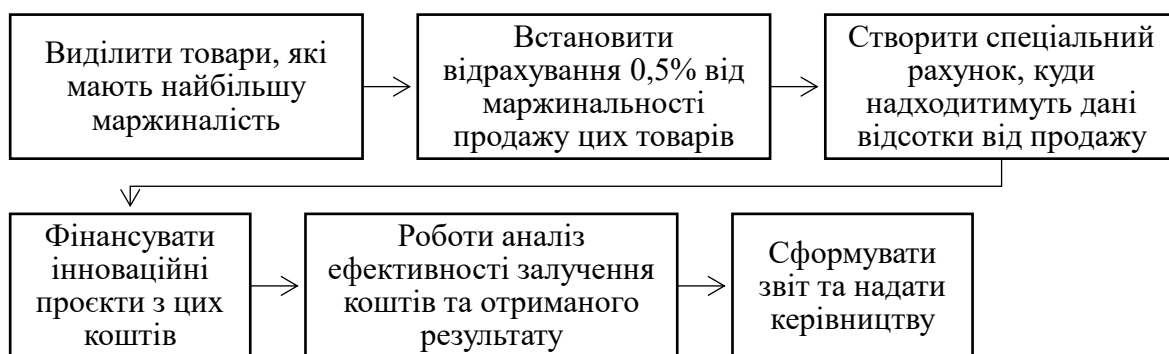 Виділити товари, які
мають найбільшу
маржиналість
Встановити
відрахування 0,5% від
маржинальності
продажу цих товарів
Створити спеціальний
рахунок, куди
надходитимуть дані
відсотки від продажу
Фінансувати
інноваційні
проєкти з цих
коштів
Роботи аналіз
ефективності залучення
коштів та отриманого
результату
Сформувати
звіт та надати
керівництву